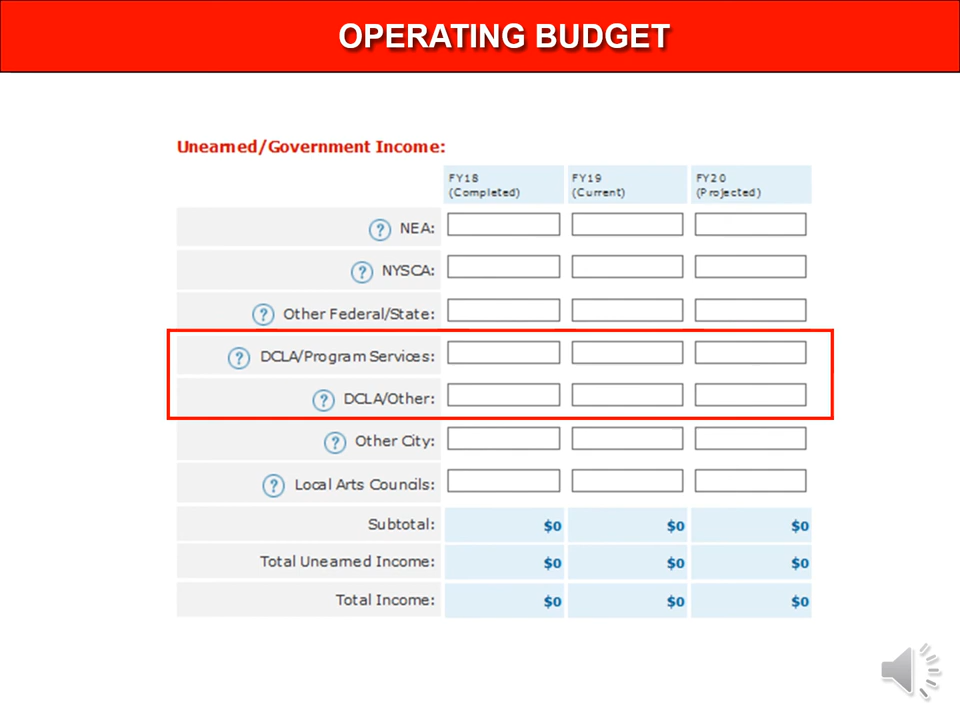 OPERATING BUDGET
Unearned/Government Income:
FY18 FY19 FY20
(Completed) (Current) (Projected)
? NEA:
? NYSCA:
? Other Federal/State:
? DCLA/Program Services:
? DCLA/Other:
? Other City:
? Local Arts Councils:
Subtotal: $0 $0 $0
Total Unearned Income: $0 $0 $0
Total Income: $0 $0 $0